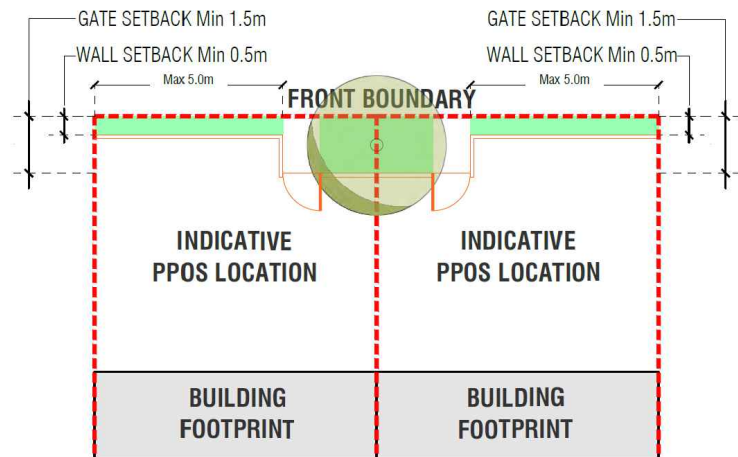 GATE SETBACK Min 1.5m
GATE SETBACK Min 1.5m
WALL SETBACK Min 0.5m
WALL SETBACK Min 0.5m
Max 5.0m
Max 5.0m
FRONT BOUNDARY
INDICATIVE
PPOS LOCATION
INDICATIVE
PPOS LOCATION
BUILDING
FOOTPRINT
BUILDING
FOOTPRINT